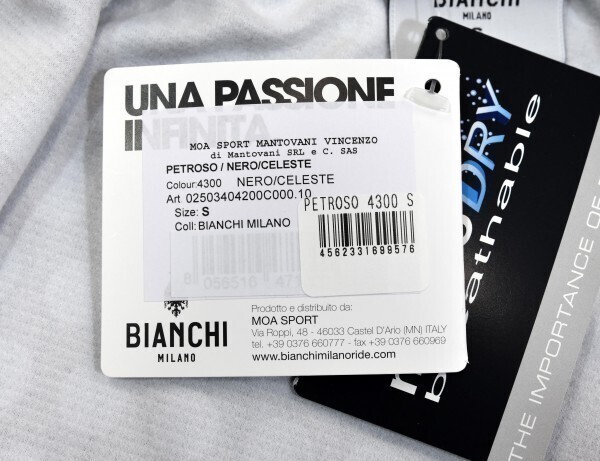 BIANCHI
MILANO
S
UNA PASSIONE
INFINITA
MOA SPORT MANTOVANI VINCENZO
di Mantovani SRL e C. SAS
PETROSO / NERO/CELESTE
Colour:4300 NERO/CELESTE
Art 02503404200C000.10
Size: S
Coll: BIANCHI MILANO
PETROSO 4300 S
4562331699576
BIANCHI
MILANO
Prodotto e distribuito da:
MOA SPORT
Via Roppi, 48 - 46033 Castel D'Ario (MN) ITALY
tel. +39 0376 660777 - fax +39 0376 660969
www.bianchimilanoride.com
DRY
THE IMPORTANCE OF